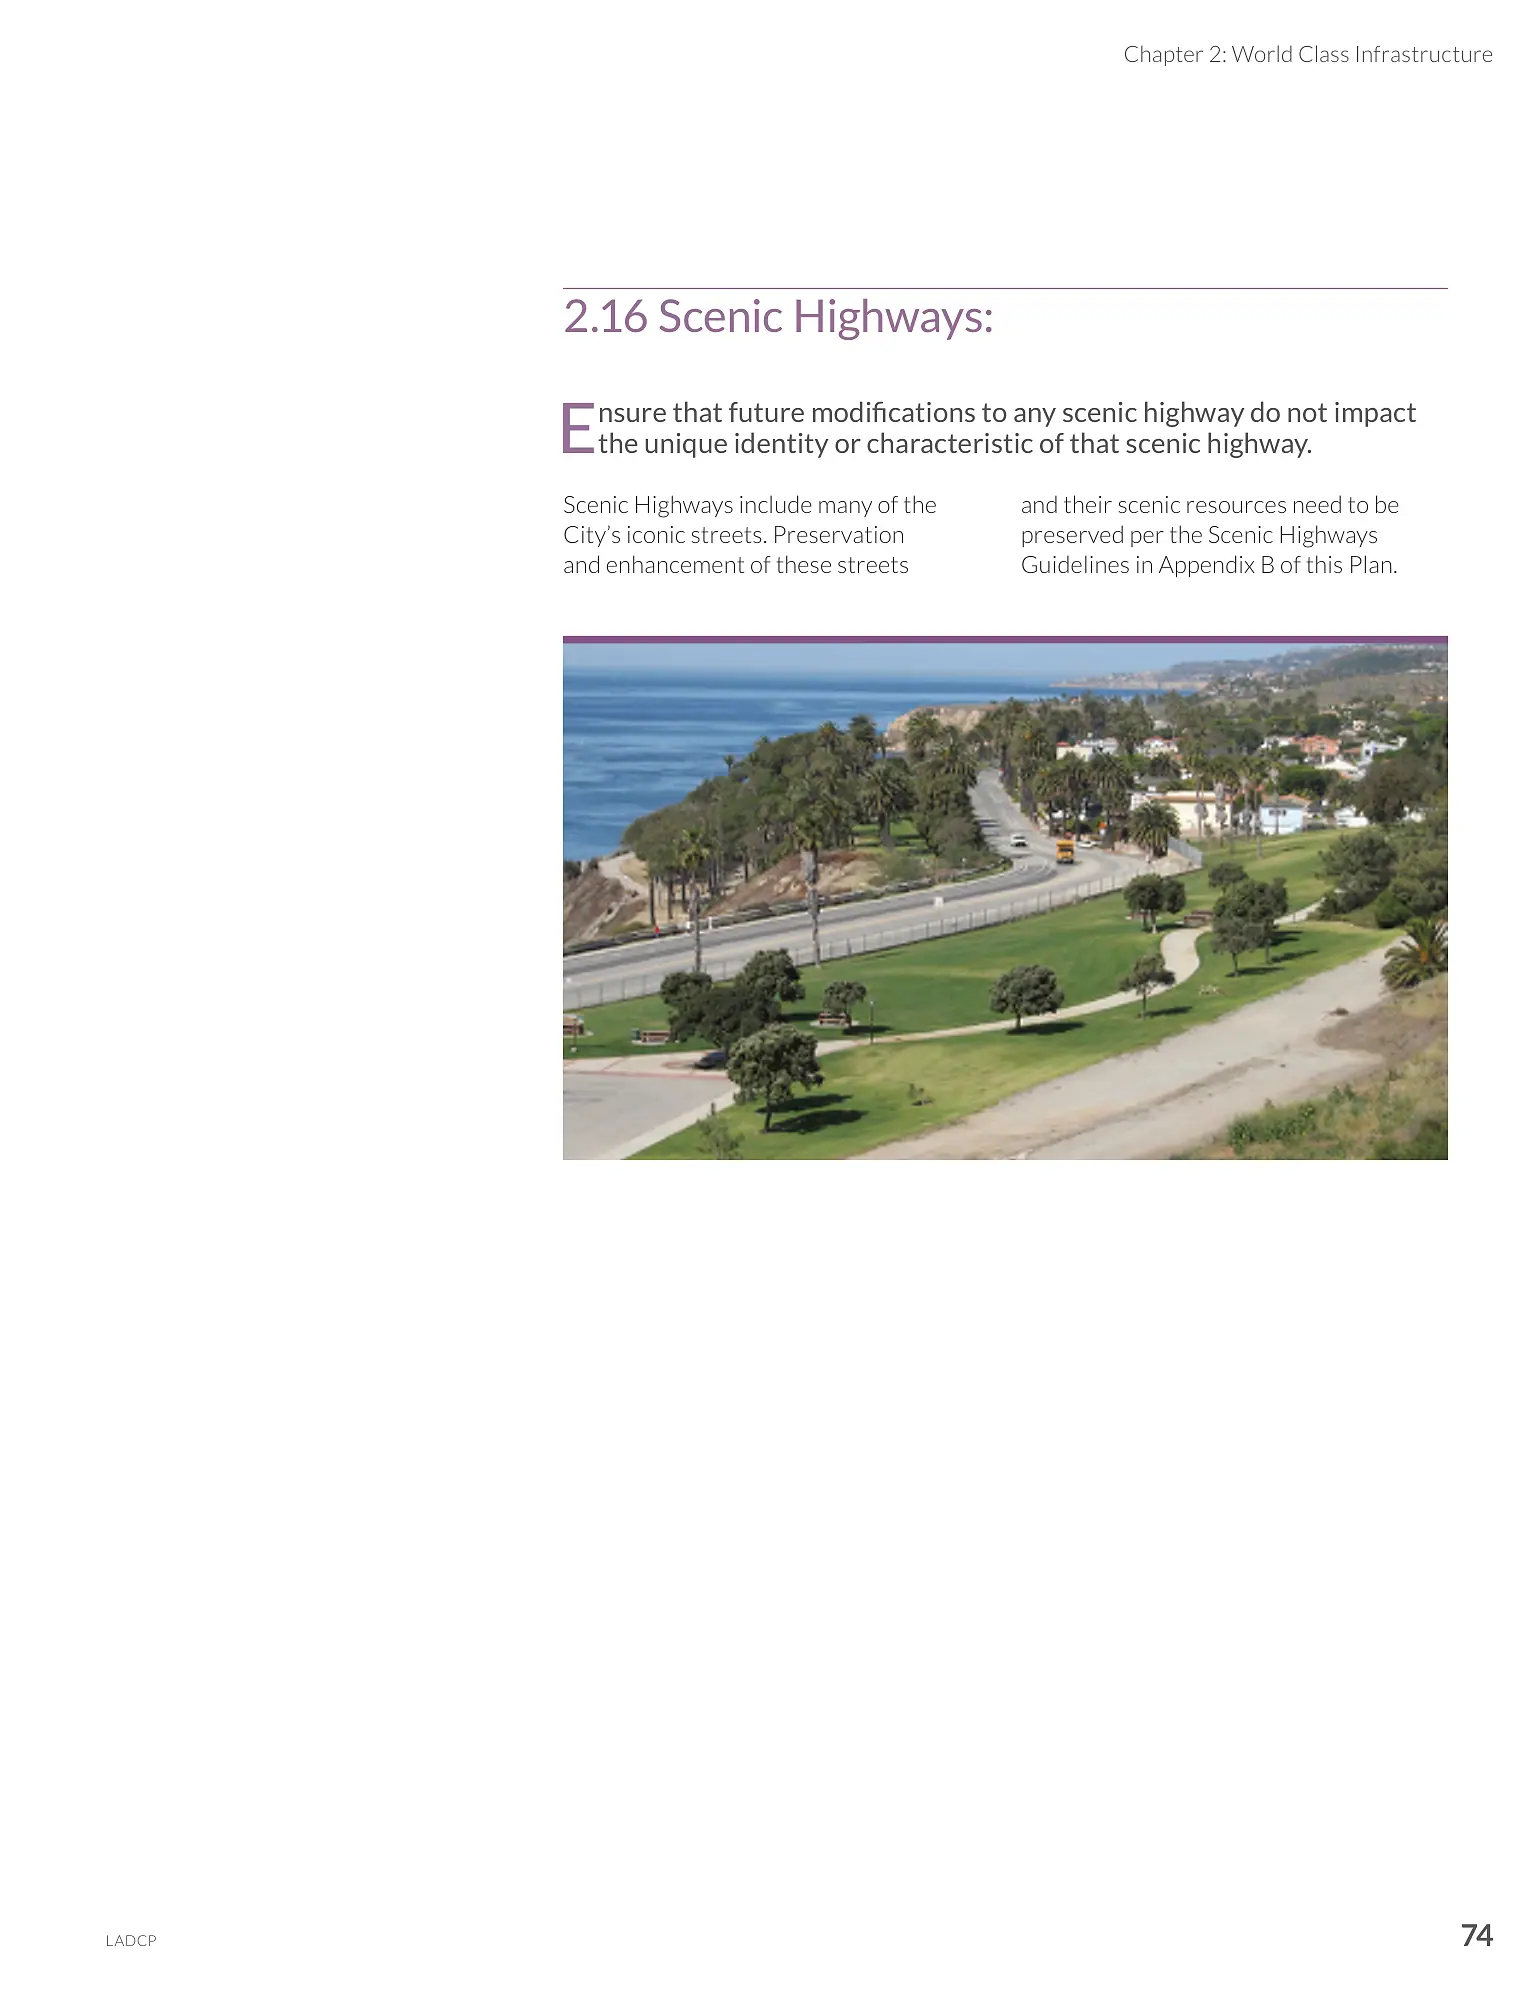 Chapter 2: World Class Infrastructure
2.16 Scenic Highways:
Ensure that future modifications to any scenic highway do not impact
the unique identity or characteristic of that scenic highway.
Scenic Highways include many of the
City’s iconic streets. Preservation
and enhancement of these streets
and their scenic resources need to be
preserved per the Scenic Highways
Guidelines in Appendix B of this Plan.
LADCP
74